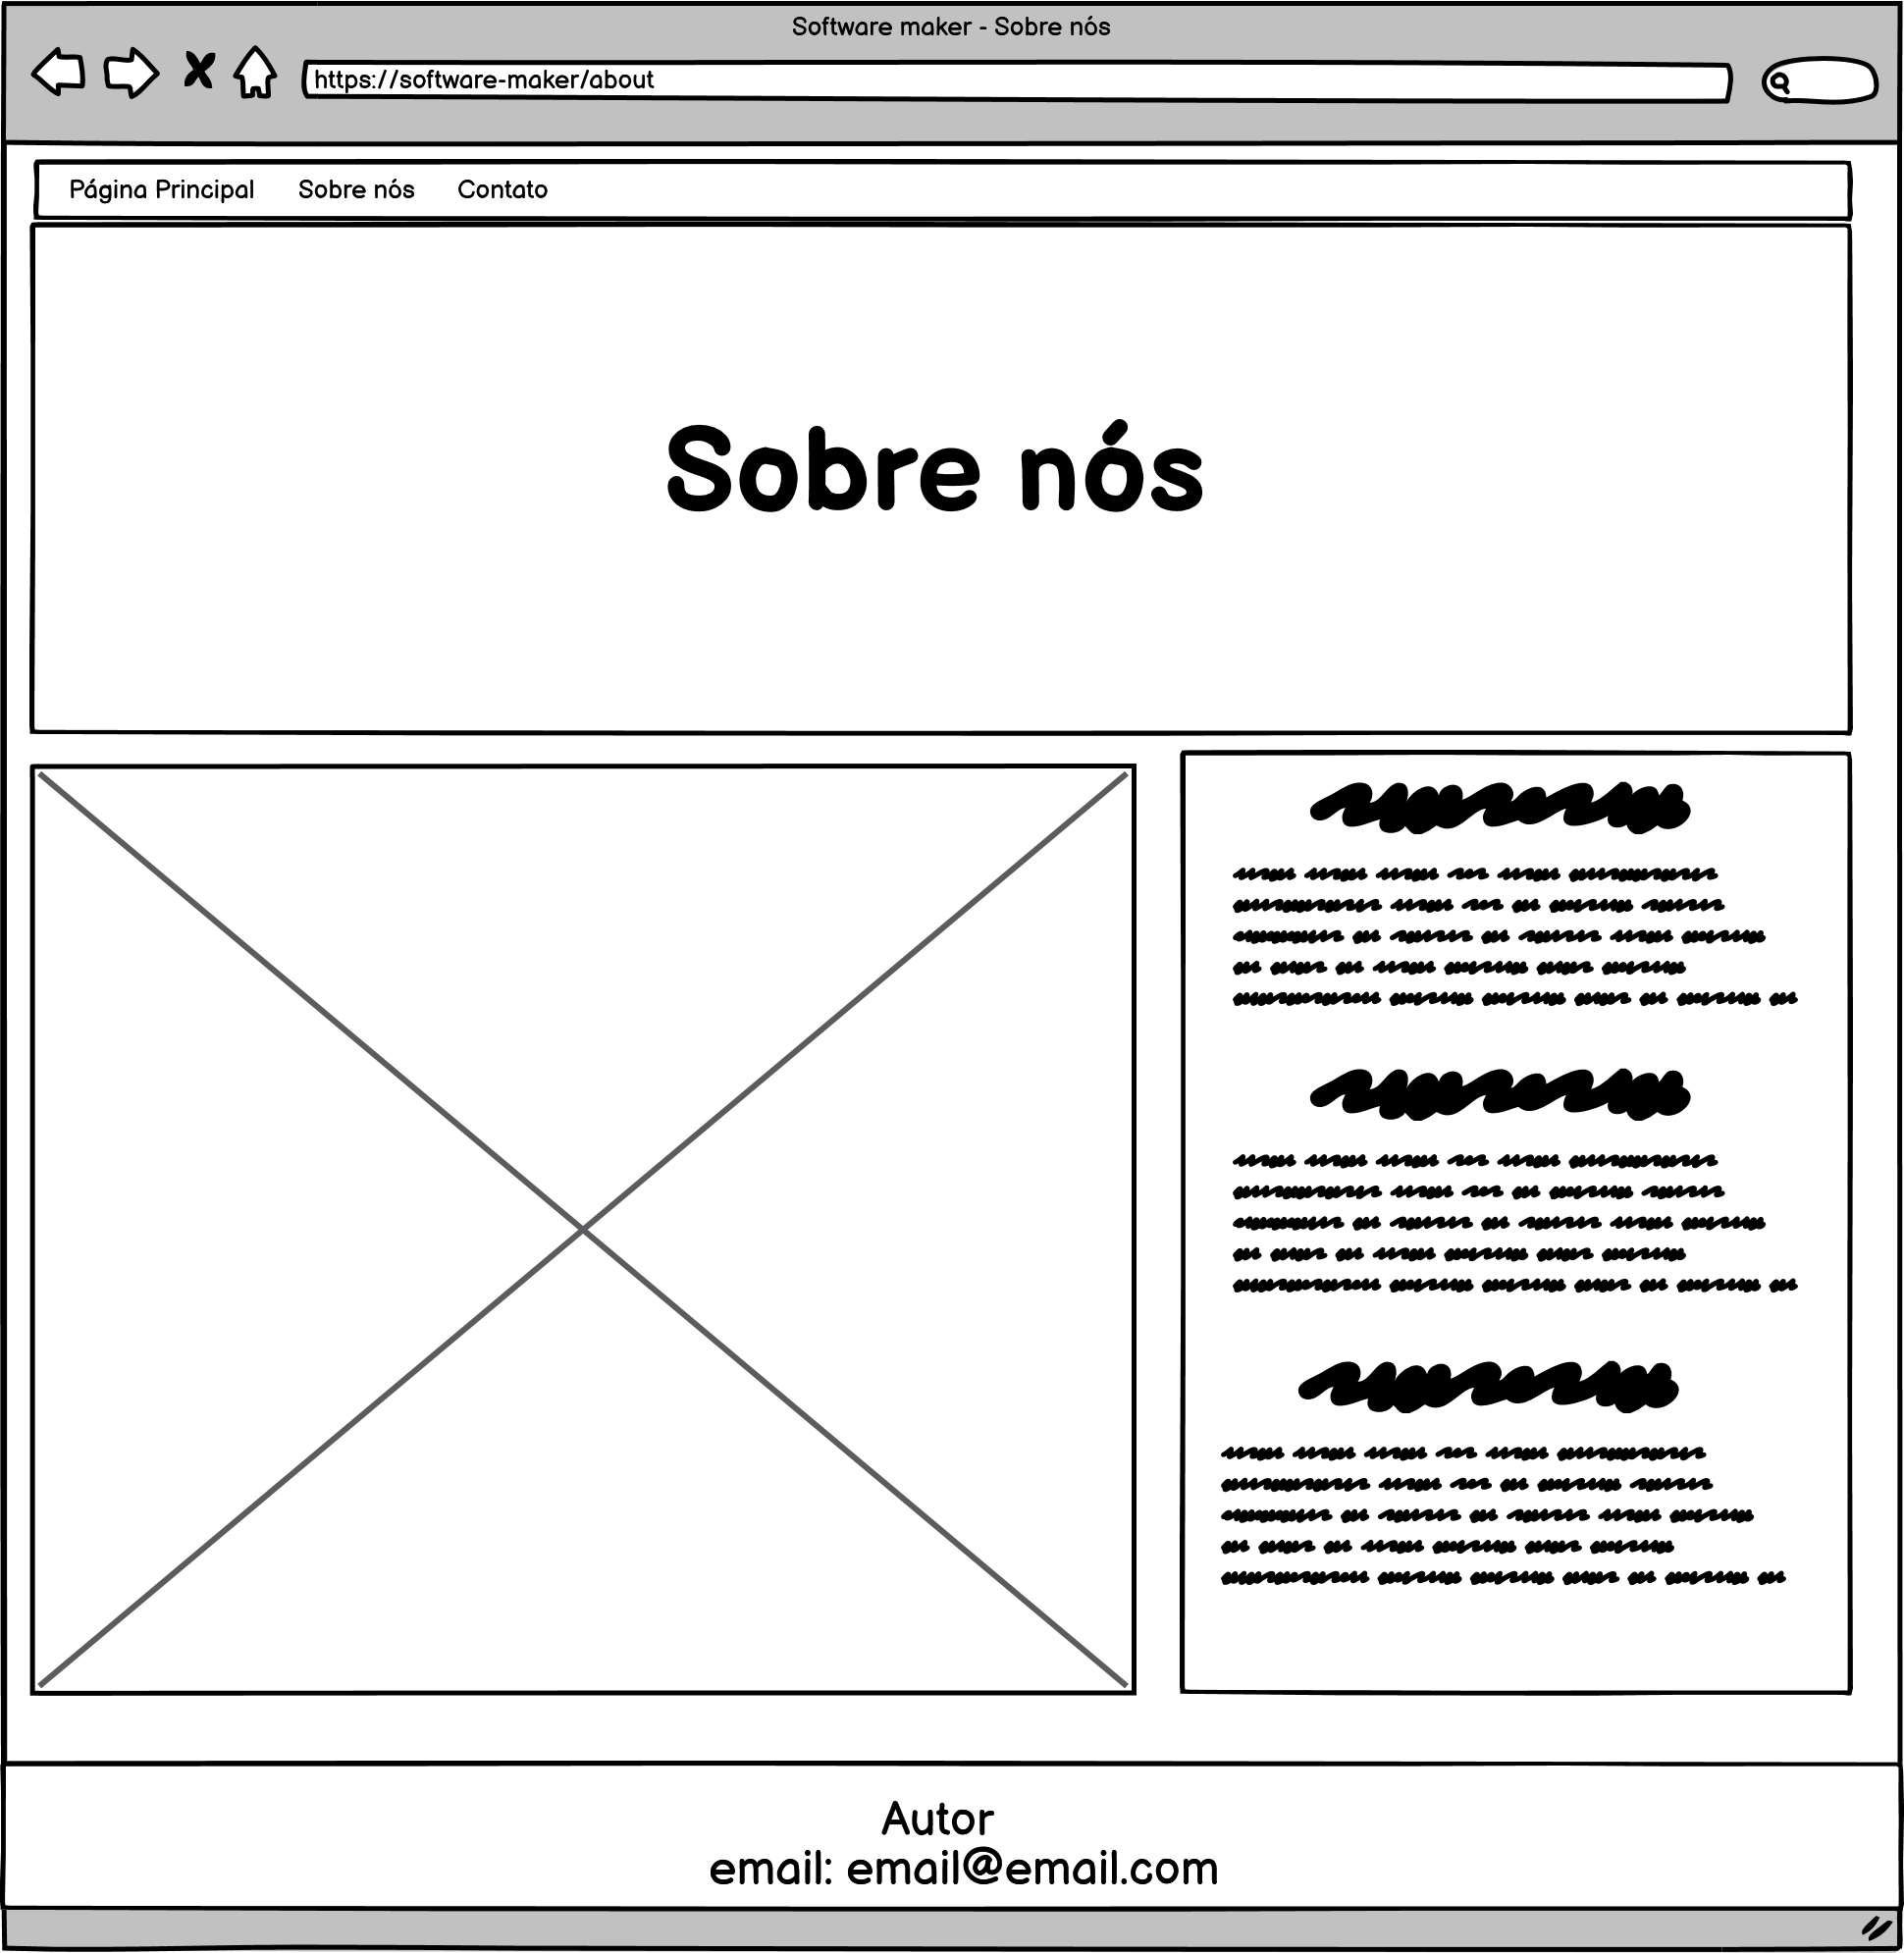 Software maker - Sobre nós
https://software-maker/about
Página Principal Sobre nós Contato
Sobre nós
Autor
email: email@email.com